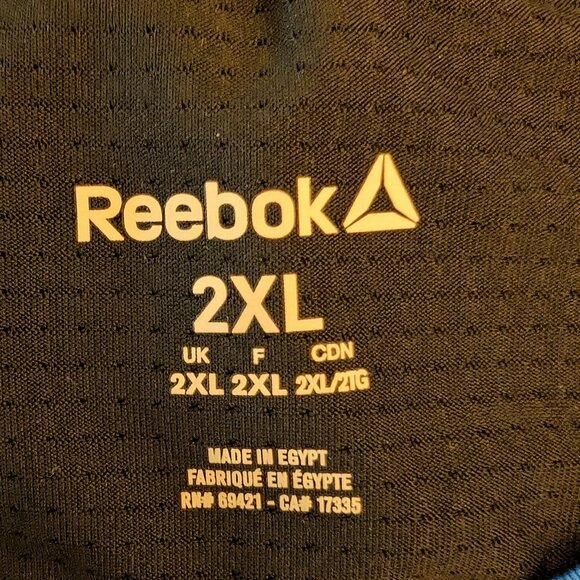 Reebok
2XL
UK F CDN
2XL 2XL 2XL/2TG
MADE IN EGYPT
FABRIQUÉ EN ÉGYPTE
RN# 69421 - CA# 17335